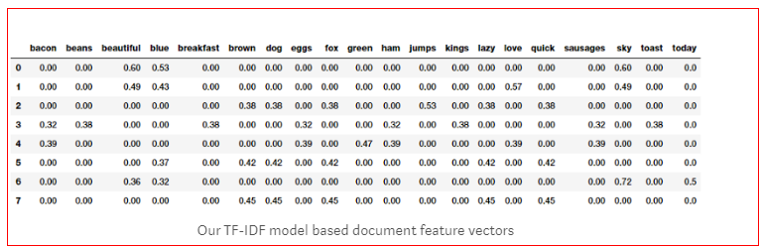 bacon beans beautiful blue breakfast brown dog eggs fox green ham jumps kings lazy love quick sausages sky toast today
0 0.00 0.00 0.60 0.53 0.00 0.00 0.00 0.00 0.00 0.00 0.00 0.00 0.00 0.00 0.00 0.00 0.00 0.60 0.00 0.0
1 0.00 0.00 0.49 0.43 0.00 0.00 0.00 0.00 0.00 0.00 0.00 0.00 0.00 0.00 0.57 0.00 0.00 0.49 0.00 0.0
2 0.00 0.00 0.00 0.00 0.00 0.38 0.38 0.00 0.38 0.00 0.00 0.53 0.00 0.38 0.00 0.38 0.00 0.00 0.00 0.0
3 0.32 0.38 0.00 0.00 0.38 0.00 0.00 0.32 0.00 0.00 0.32 0.00 0.38 0.00 0.00 0.00 0.32 0.00 0.38 0.0
4 0.39 0.00 0.00 0.00 0.00 0.00 0.00 0.39 0.00 0.47 0.39 0.00 0.00 0.00 0.39 0.00 0.39 0.00 0.00 0.0
5 0.00 0.00 0.00 0.37 0.00 0.42 0.42 0.00 0.42 0.00 0.00 0.00 0.00 0.42 0.00 0.42 0.00 0.00 0.00 0.0
6 0.00 0.00 0.36 0.32 0.00 0.00 0.00 0.00 0.00 0.00 0.00 0.00 0.00 0.00 0.00 0.00 0.00 0.72 0.00 0.5
7 0.00 0.00 0.00 0.00 0.00 0.45 0.45 0.00 0.45 0.00 0.00 0.00 0.00 0.45 0.00 0.45 0.00 0.00 0.00 0.0
Our TF-IDF model based document feature vectors